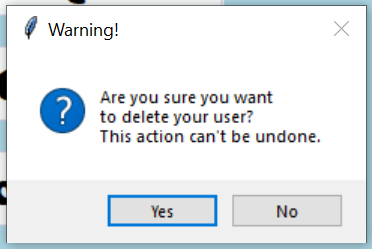 Warning!
Are you sure you want
to delete your user?
This action can't be undone.
Yes
No